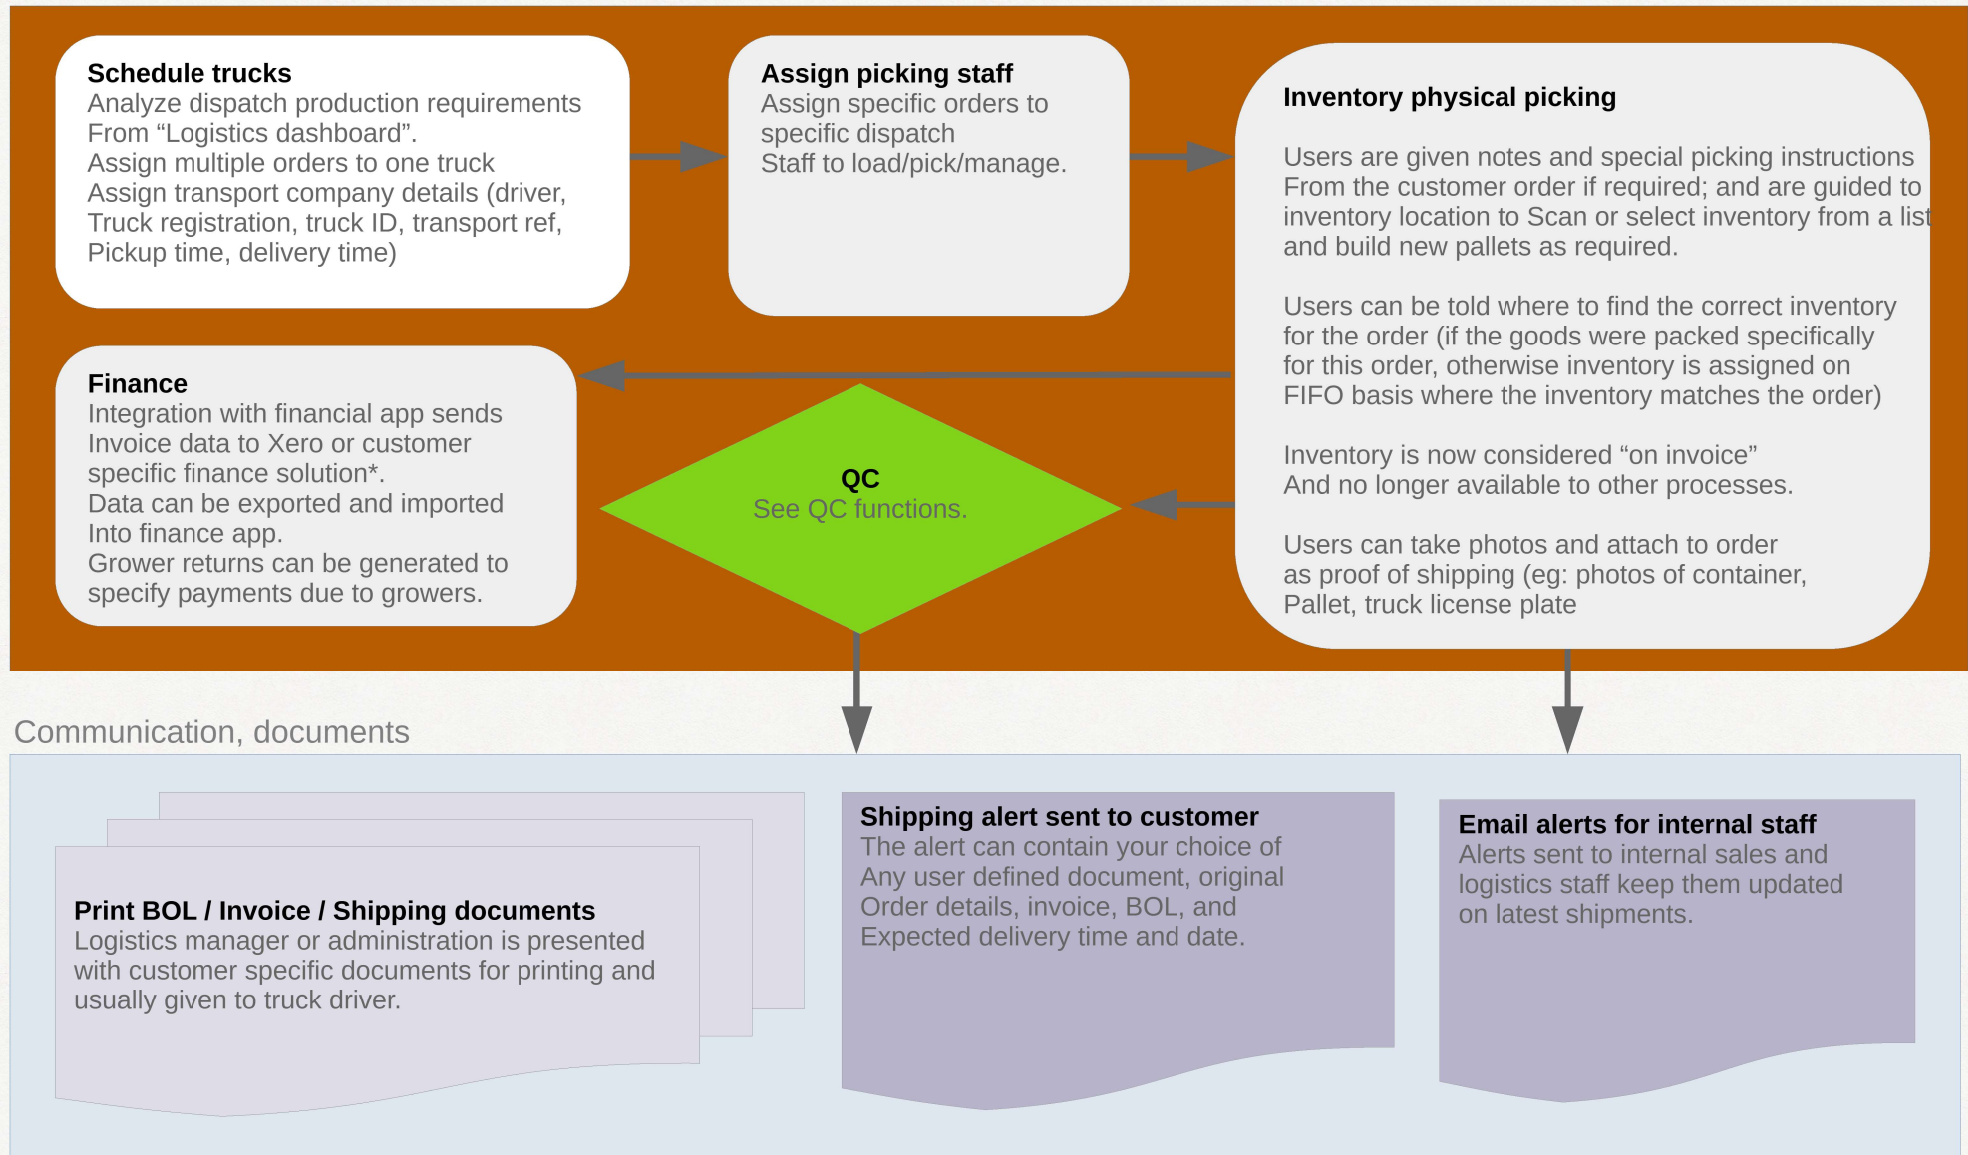 Schedule trucks
Analyze dispatch production requirements
From “Logistics dashboard”.
Assign multiple orders to one truck
Assign transport company details (driver,
Truck registration, truck ID, transport ref,
Pickup time, delivery time)
Assign picking staff
Assign specific orders to
specific dispatch
Staff to load/pick/manage.
Inventory physical picking
Users are given notes and special picking instructions
From the customer order if required; and are guided to
inventory location to Scan or select inventory from a list
and build new pallets as required.
Users can be told where to find the correct inventory
for the order (if the goods were packed specifically
for this order, otherwise inventory is assigned on
FIFO basis where the inventory matches the order)
Inventory is now considered “on invoice”
And no longer available to other processes.
Users can take photos and attach to order
as proof of shipping (eg: photos of container,
Pallet, truck license plate
Finance
Integration with financial app sends
Invoice data to Xero or customer
specific finance solution*.
Data can be exported and imported
Into finance app.
Grower returns can be generated to
specify payments due to growers.
QC
See QC functions.
Communication, documents
Print BOL / Invoice / Shipping documents
Logistics manager or administration is presented
with customer specific documents for printing and
usually given to truck driver.
Shipping alert sent to customer
The alert can contain your choice of
Any user defined document, original
Order details, invoice, BOL, and
Expected delivery time and date.
Email alerts for internal staff
Alerts sent to internal sales and
logistics staff keep them updated
on latest shipments.